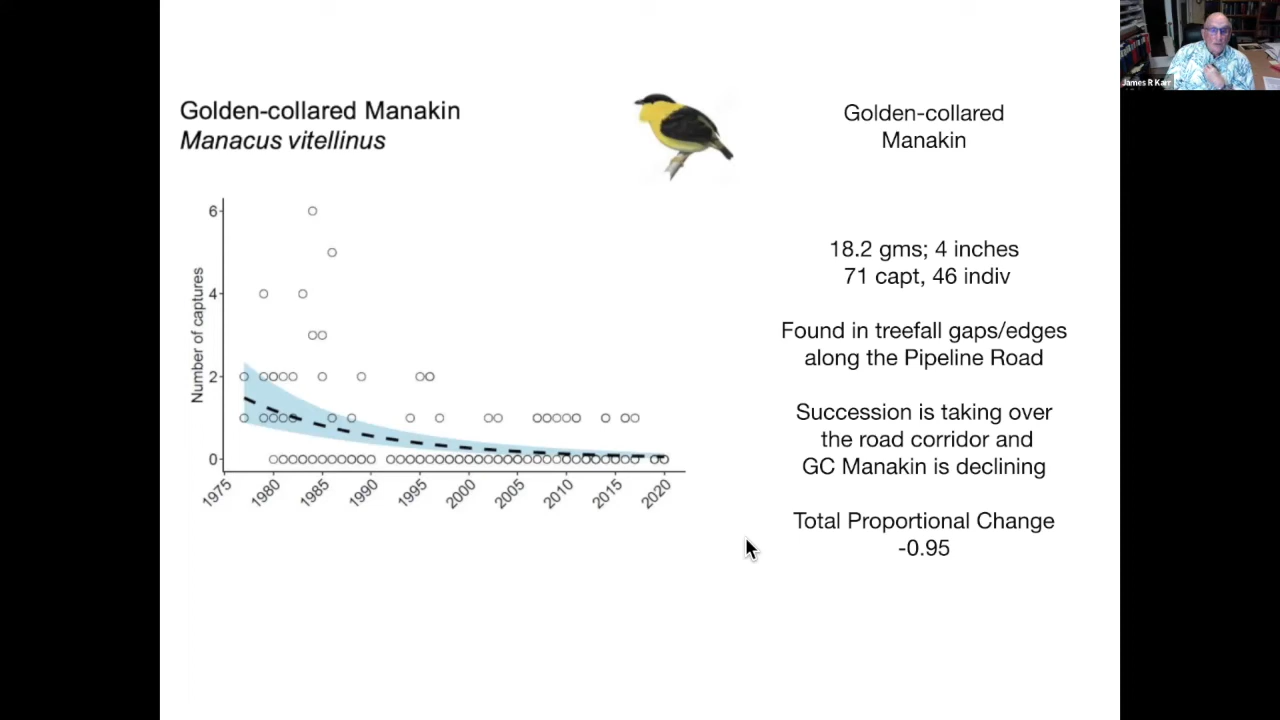 Golden-collared Manakin
Manacus vitellinus
Number of captures
6
4
2
0
1975
1980
1985
1990
1995
2000
2005
2010
2015
2020
Golden-collared
Manakin
18.2 gms; 4 inches
71 capt, 46 indiv
Found in treefall gaps/edges
along the Pipeline Road
Succession is taking over
the road corridor and
GC Manakin is declining
Total Proportional Change
-0.95
James R Karr